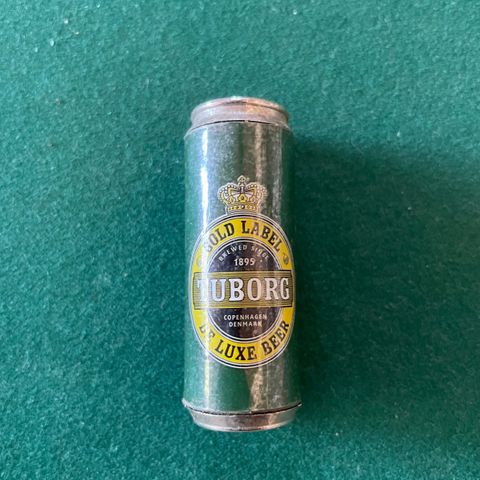 GOLD LABEL
BREWED SINCE
1895
TUBORG
COPENHAGEN
DENMARK
DE LUXE BEER